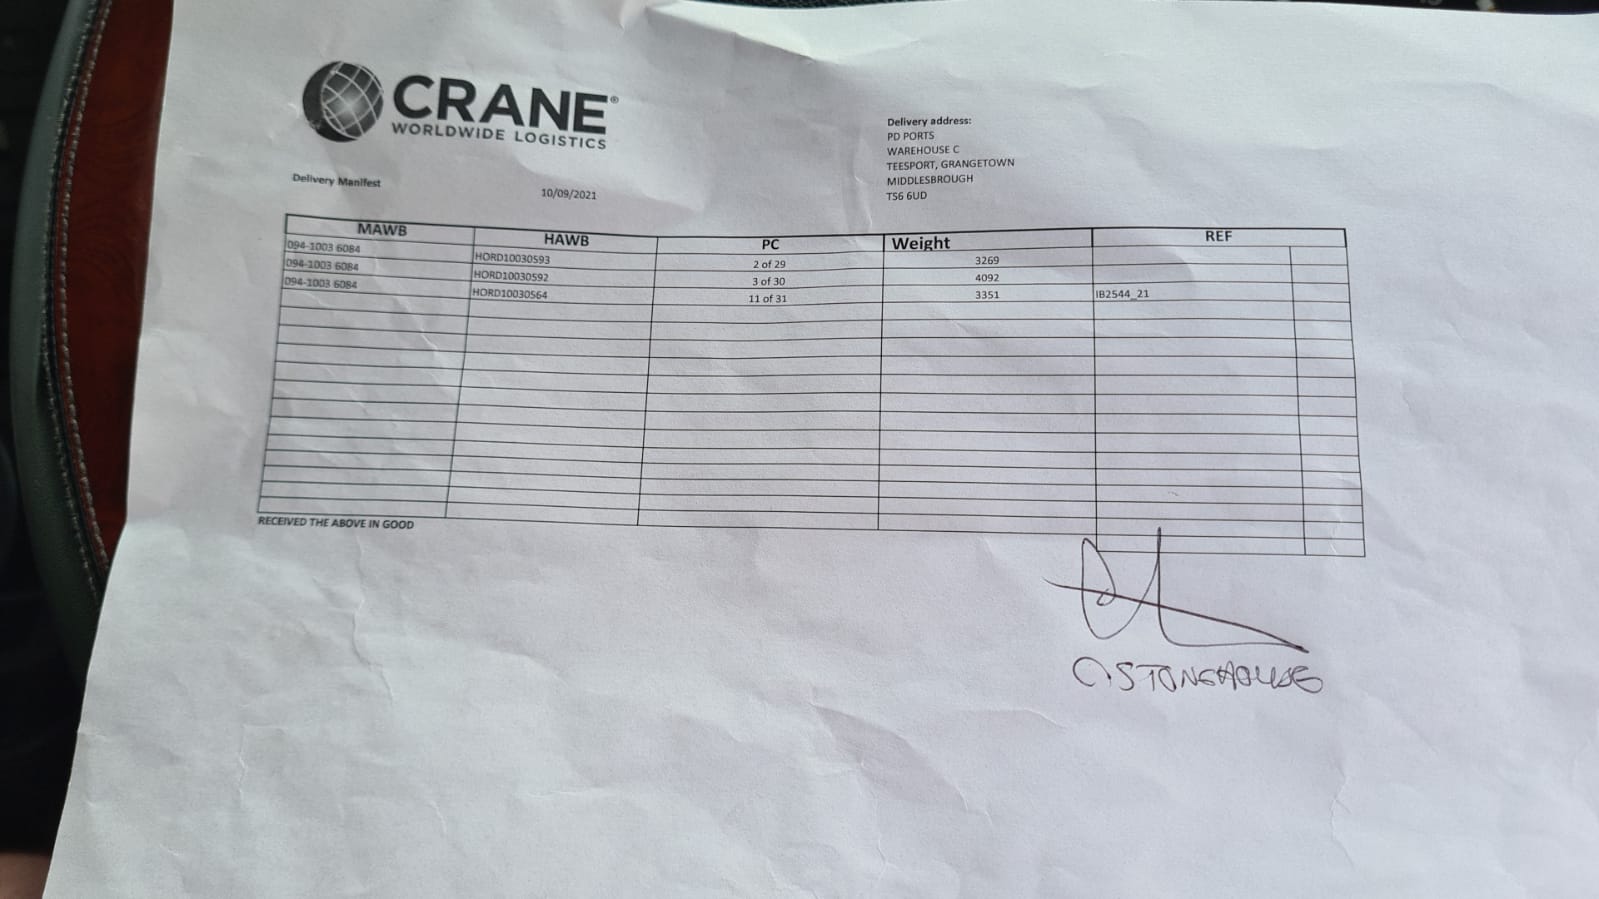 CRANE®
WORLDWIDE LOGISTICS
Delivery address:
PD PORTS
WAREHOUSE C
TEESPORT, GRANGETOWN
MIDDLESBROUGH
TS6 6UD
Delivery Manifest
10/09/2021
MAWB HAWB PC Weight REF
094-1003 6084 HORD10030593 2 of 29 3269
094-1003 6084 HORD10030592 3 of 30 4092
094-1003 6084 HORD10030564 11 of 31 3351 IB2544_21
RECEIVED THE ABOVE IN GOOD
STONEHOUSE